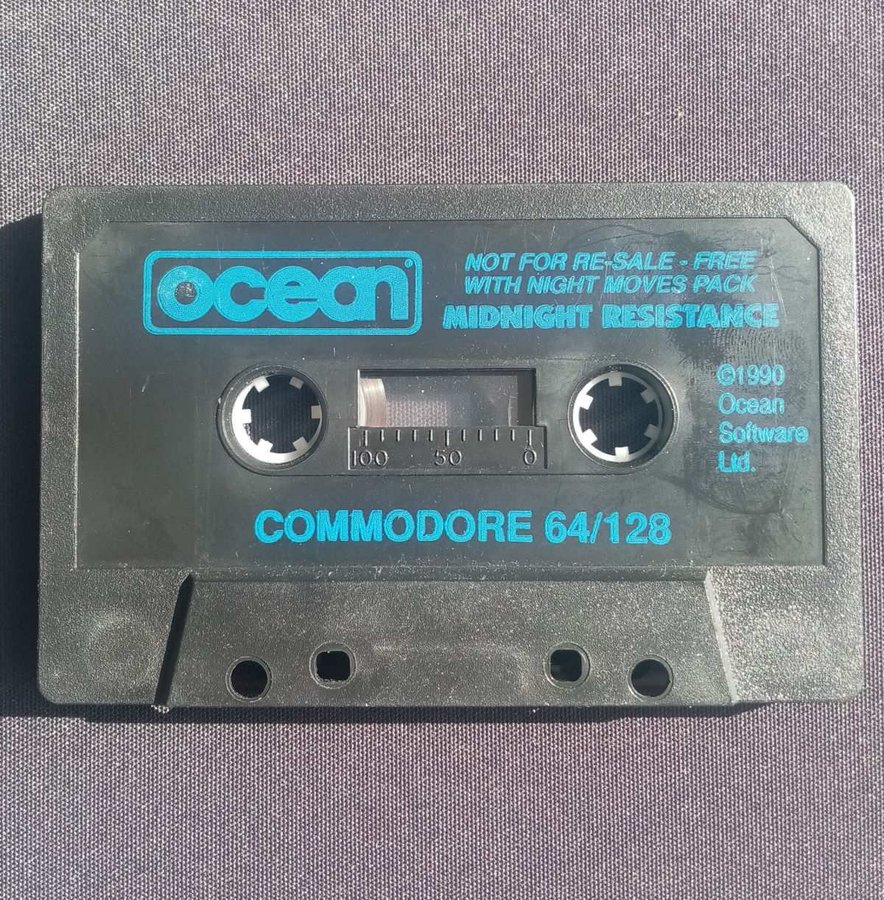 ocean®
NOT FOR RE-SALE - FREE
WITH NIGHT MOVES PACK
MIDNIGHT RESISTANCE
©1990
Ocean
Software
Ltd.
100 50 0
COMMODORE 64/128